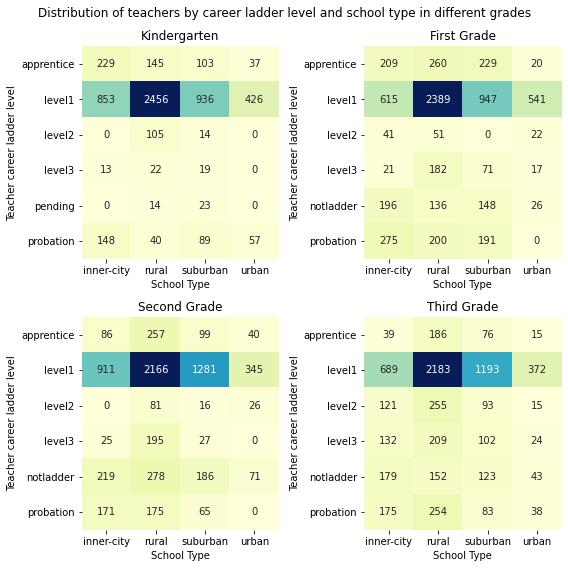 Distribution of teachers by career ladder level and school type in different grades
Kindergarten
Teacher career ladder level
apprentice 229 145 103 37
level1 853 2456 936 426
level2 0 105 14 0
level3 13 22 19 0
pending 0 14 23 0
probation 148 40 89 57
inner-city rural suburban urban
School Type
First Grade
Teacher career ladder level
apprentice 209 260 229 20
level1 615 2389 947 541
level2 41 51 0 22
level3 21 182 71 17
notladder 196 136 148 26
probation 275 200 191 0
inner-city rural suburban urban
School Type
Second Grade
Teacher career ladder level
apprentice 86 257 99 40
level1 911 2166 1281 345
level2 0 81 16 26
level3 25 195 27 0
notladder 219 278 186 71
probation 171 175 65 0
inner-city rural suburban urban
School Type
Third Grade
Teacher career ladder level
apprentice 39 186 76 15
level1 689 2183 1193 372
level2 121 255 93 15
level3 132 209 102 24
notladder 179 152 123 43
probation 175 254 83 38
inner-city rural suburban urban
School Type